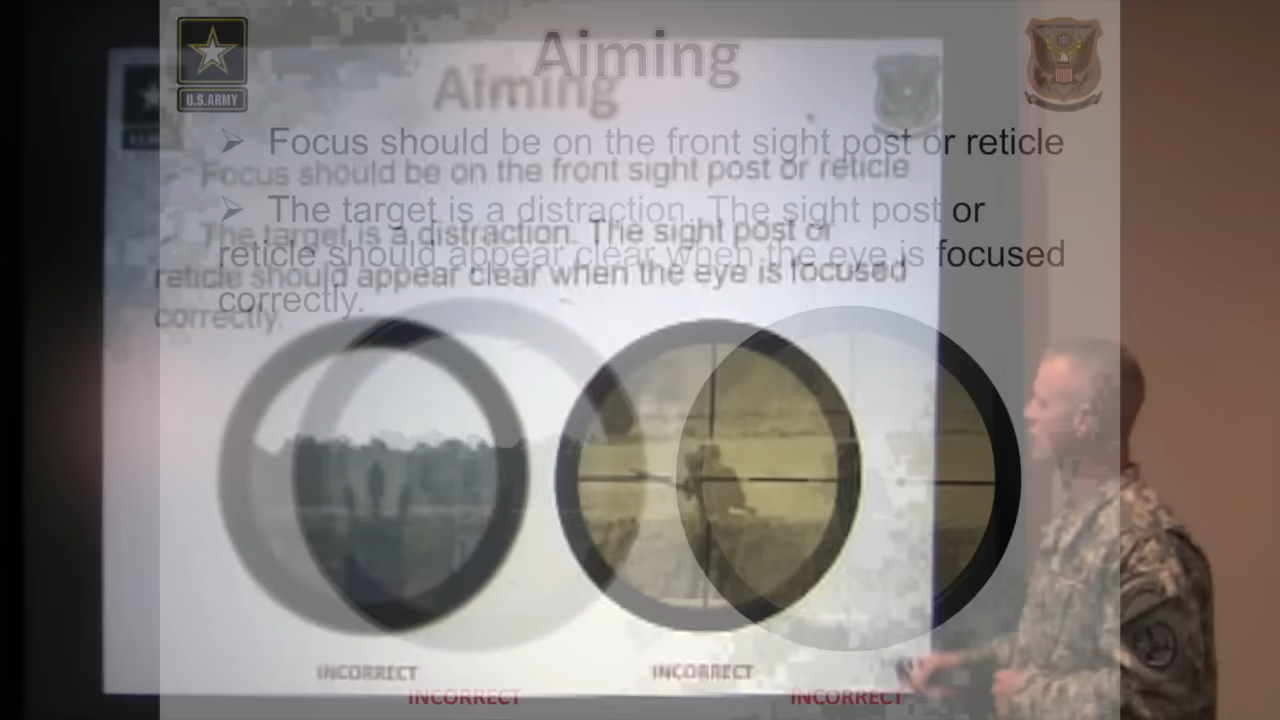 Aiming
U.S.ARMY
Focus should be on the front sight post or reticle
The target is a distraction. The sight post or
reticle should appear clear when the eye is focused
correctly.
INCORRECT
INCORRECT
Aiming
Focus should be on the front sight post or reticle
The target is a distraction. The sight post or
reticle should appear clear when the eye is focused
correctly.
INCORRECT
INCORRECT